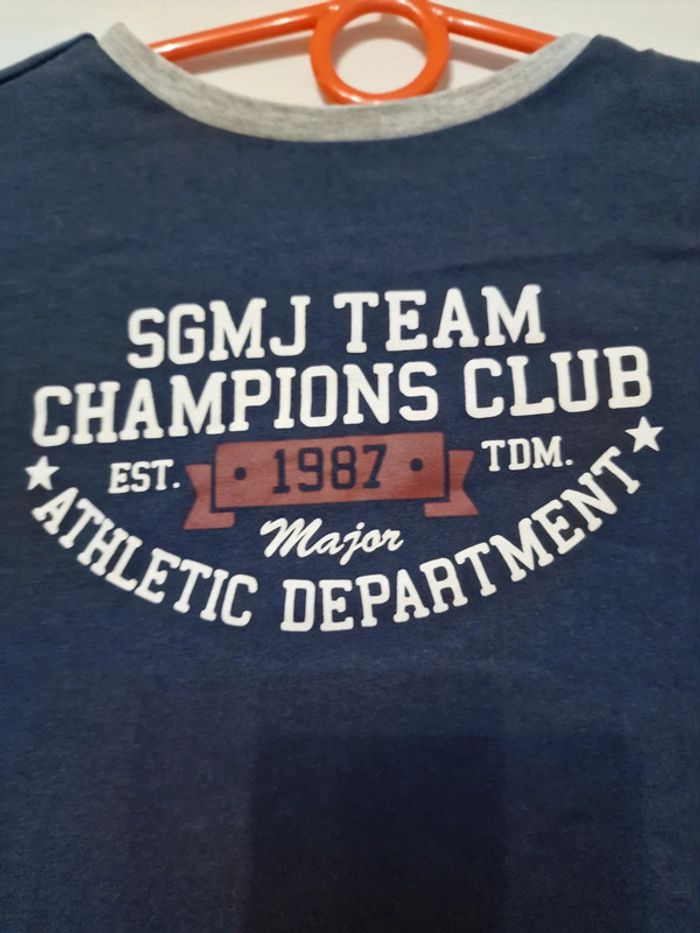 SGMJ TEAM
CHAMPIONS CLUB
EST. 1987 TDM.
Major
ATHLETIC DEPARTMENT